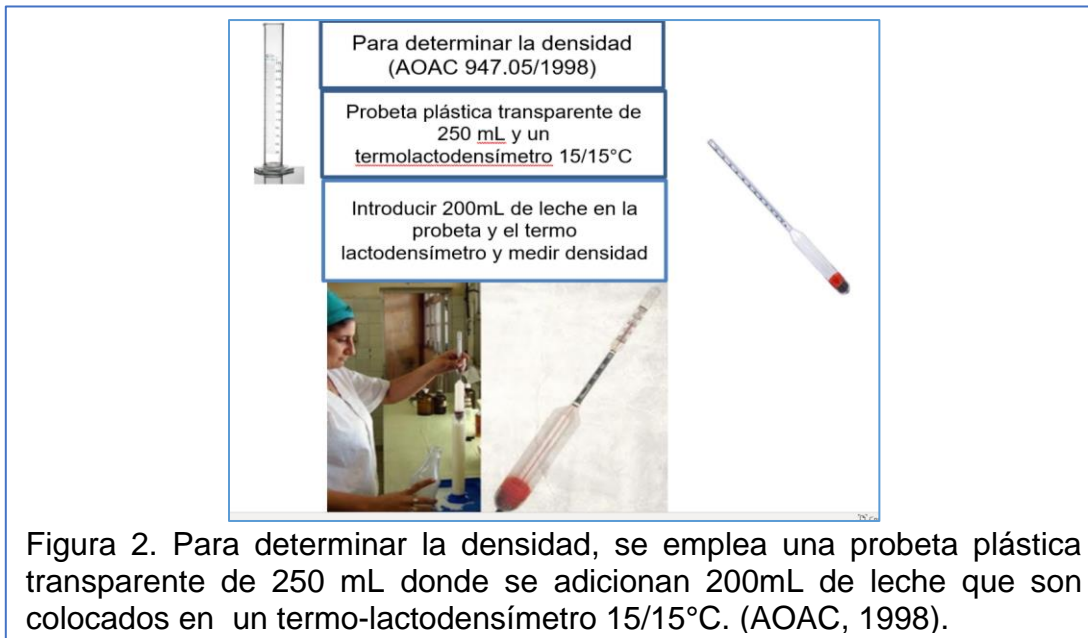 Para determinar la densidad
(AOAC 947.05/1998)
Probeta plástica transparente de
250 mL y un
termolactodensímetro 15/15°C
Introducir 200mL de leche en la
probeta y el termo
lactodensímetro y medir densidad
Figura 2. Para determinar la densidad, se emplea una probeta plástica
transparente de 250 mL donde se adicionan 200mL de leche que son
colocados en un termo-lactodensímetro 15/15°C. (AOAC, 1998).